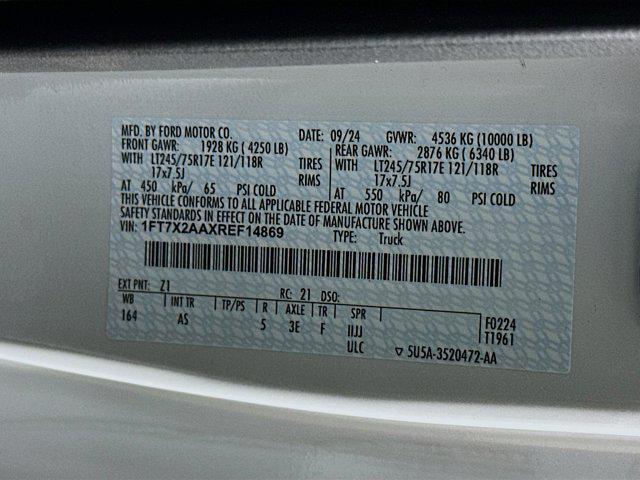 MFD. BY FORD MOTOR CO. DATE: 09/24 GVWR: 4536 KG (10000 LB)
FRONT GAWR: 1928 KG ( 4250 LB) REAR GAWR: 2876 KG ( 6340 LB)
WITH LT245/75R17E 121/118R TIRES WITH LT245/75R17E 121/118R TIRES
17x7.5J RIMS 17x7.5J RIMS
AT 450 kPa/ 65 PSI COLD AT 550 kPa/ 80 PSI COLD
THIS VEHICLE CONFORMS TO ALL APPLICABLE FEDERAL MOTOR VEHICLE
SAFETY STANDARDS IN EFFECT ON THE DATE OF MANUFACTURE SHOWN ABOVE.
VIN: 1FT7X2AAXREF14869 TYPE: Truck
EXT PNT: Z1 RC: 21 DSO:
WB INT TR TP/PS R AXLE TR SPR F0224
164 AS 5 3E F IIJJ T1961
ULC ▽ 5U5A-3520472-AA